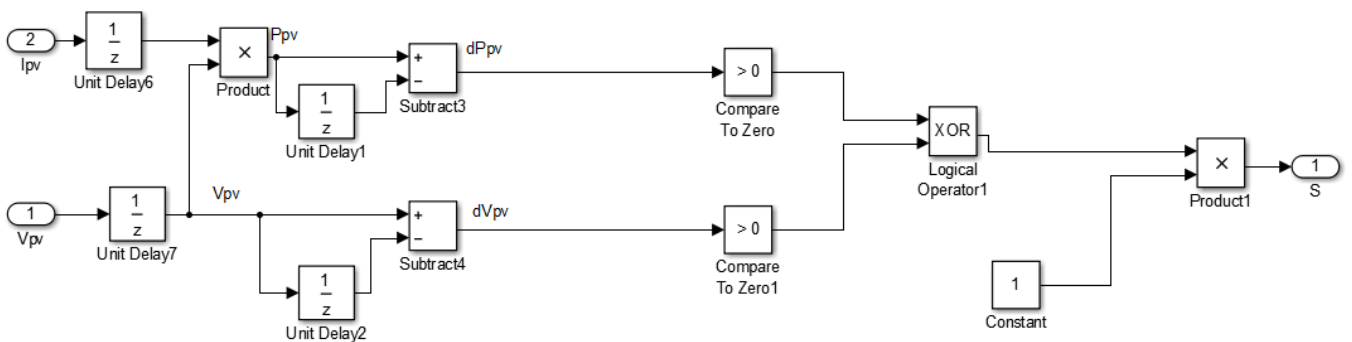 2
Ipv
1
z
Unit Delay6
×
Product
Ppv
1
z
Unit Delay1
+
−
Subtract3
dPpv
> 0
Compare
To Zero
XOR
Logical
Operator1
×
Product1
1
S
1
Vpv
1
z
Unit Delay7
Vpv
1
z
Unit Delay2
+
−
Subtract4
dVpv
> 0
Compare
To Zero1
1
Constant